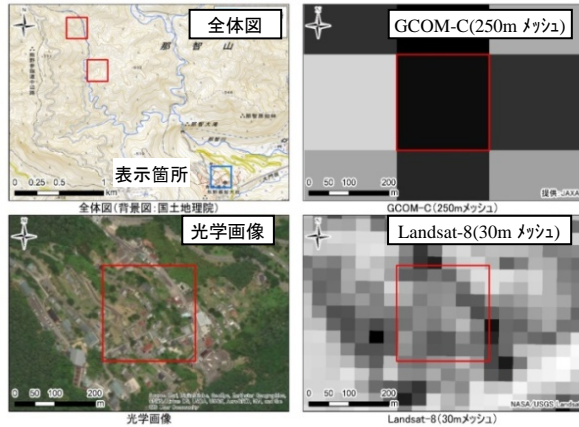 全体図
那智山
表示箇所
0 0.25 0.5 1
km
全体図(背景図:国土地理院)
GCOM-C(250m ﾒｯｼｭ)
提供:JAXA
0 50 100 200
m
GCOM-C(250mメッシュ)
光学画像
0 50 100 200
m
光学画像
Landsat-8(30m ﾒｯｼｭ)
NASA/USGS Landsat
0 50 100 200
m
Landsat-8(30mメッシュ)